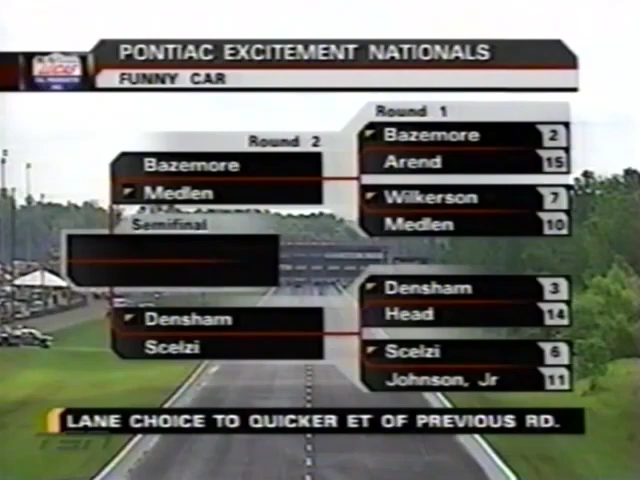 PONTIAC EXCITEMENT NATIONALS
LUCAS
FUNNY CAR
Round 1
Bazemore 2
Arend 15
Round 2
Bazemore
Medlen
Wilkerson 7
Medlen 10
Semifinal
Densham 3
Head 14
Densham
Scelzi
Scelzi 6
Johnson, Jr 11
LANE CHOICE TO QUICKER ET OF PREVIOUS RD.
TSN